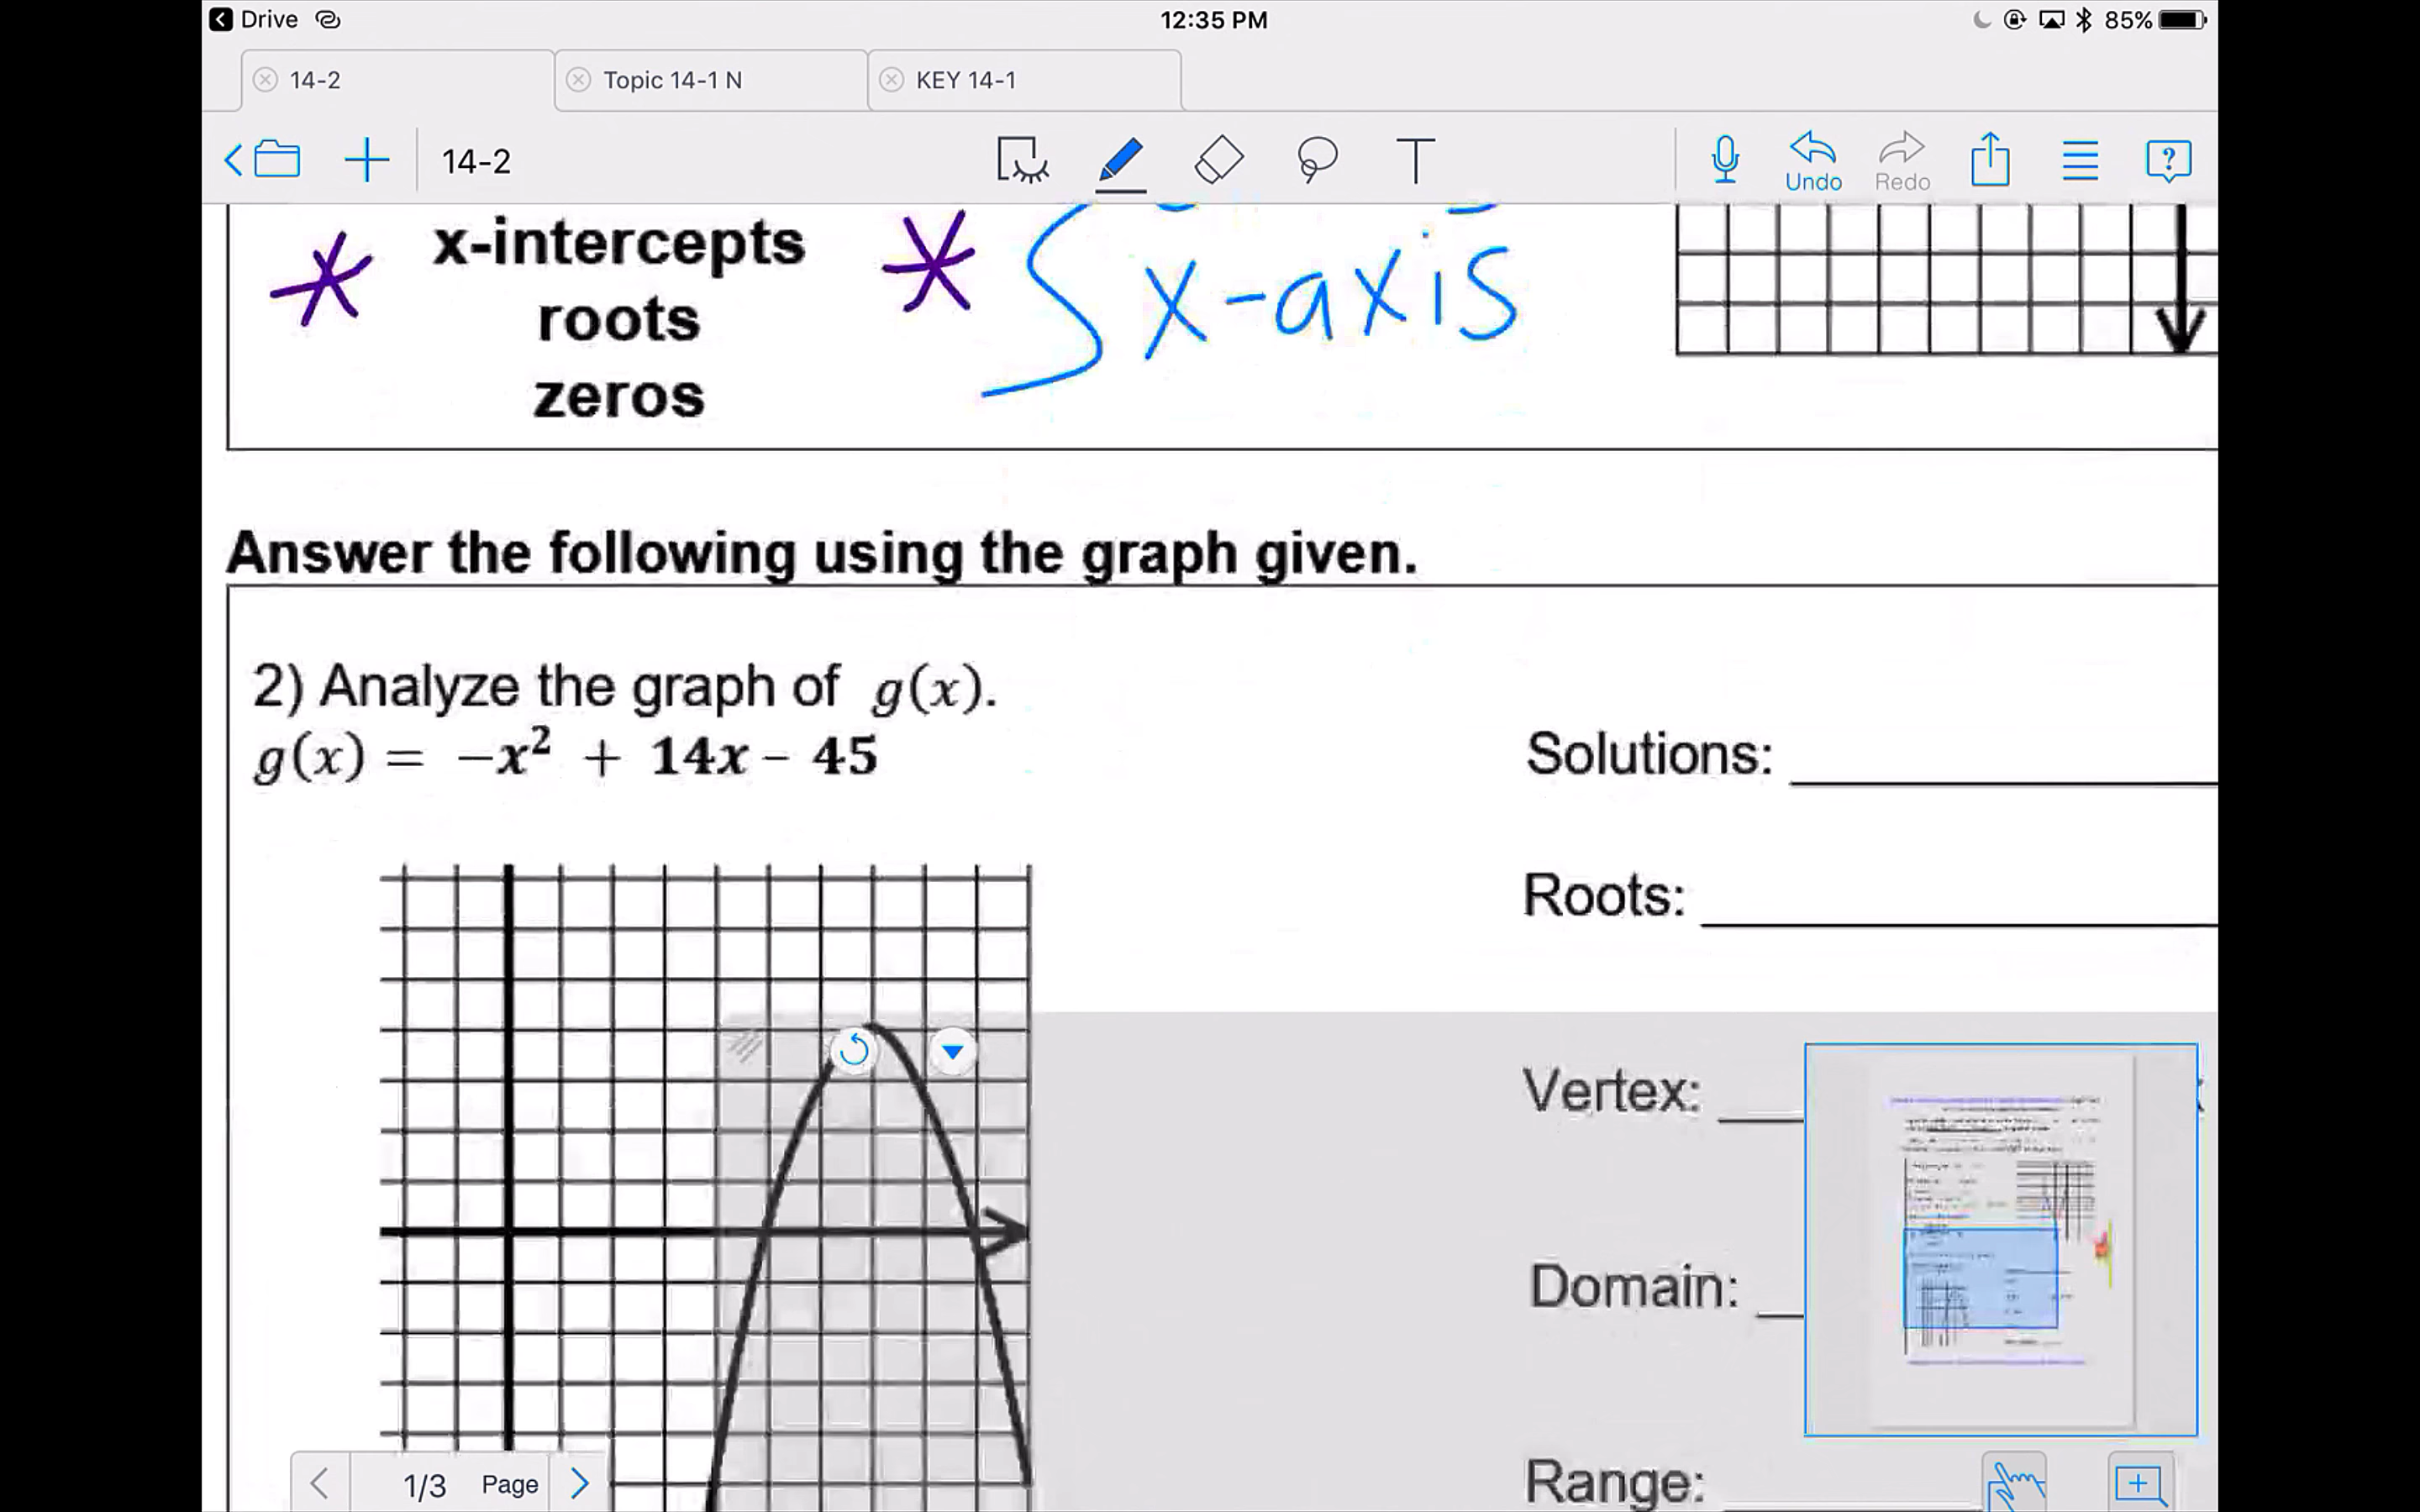 Drive
12:35 PM
85%
14-2
Topic 14-1 N
KEY 14-1
14-2
T
Undo
Redo
?
* x-intercepts * x-axis
roots
zeros
Answer the following using the graph given.
2) Analyze the graph of g(x).
g(x) = −x² + 14x – 45
Solutions:
Roots:
Vertex:
Domain:
Range:
1/3 Page